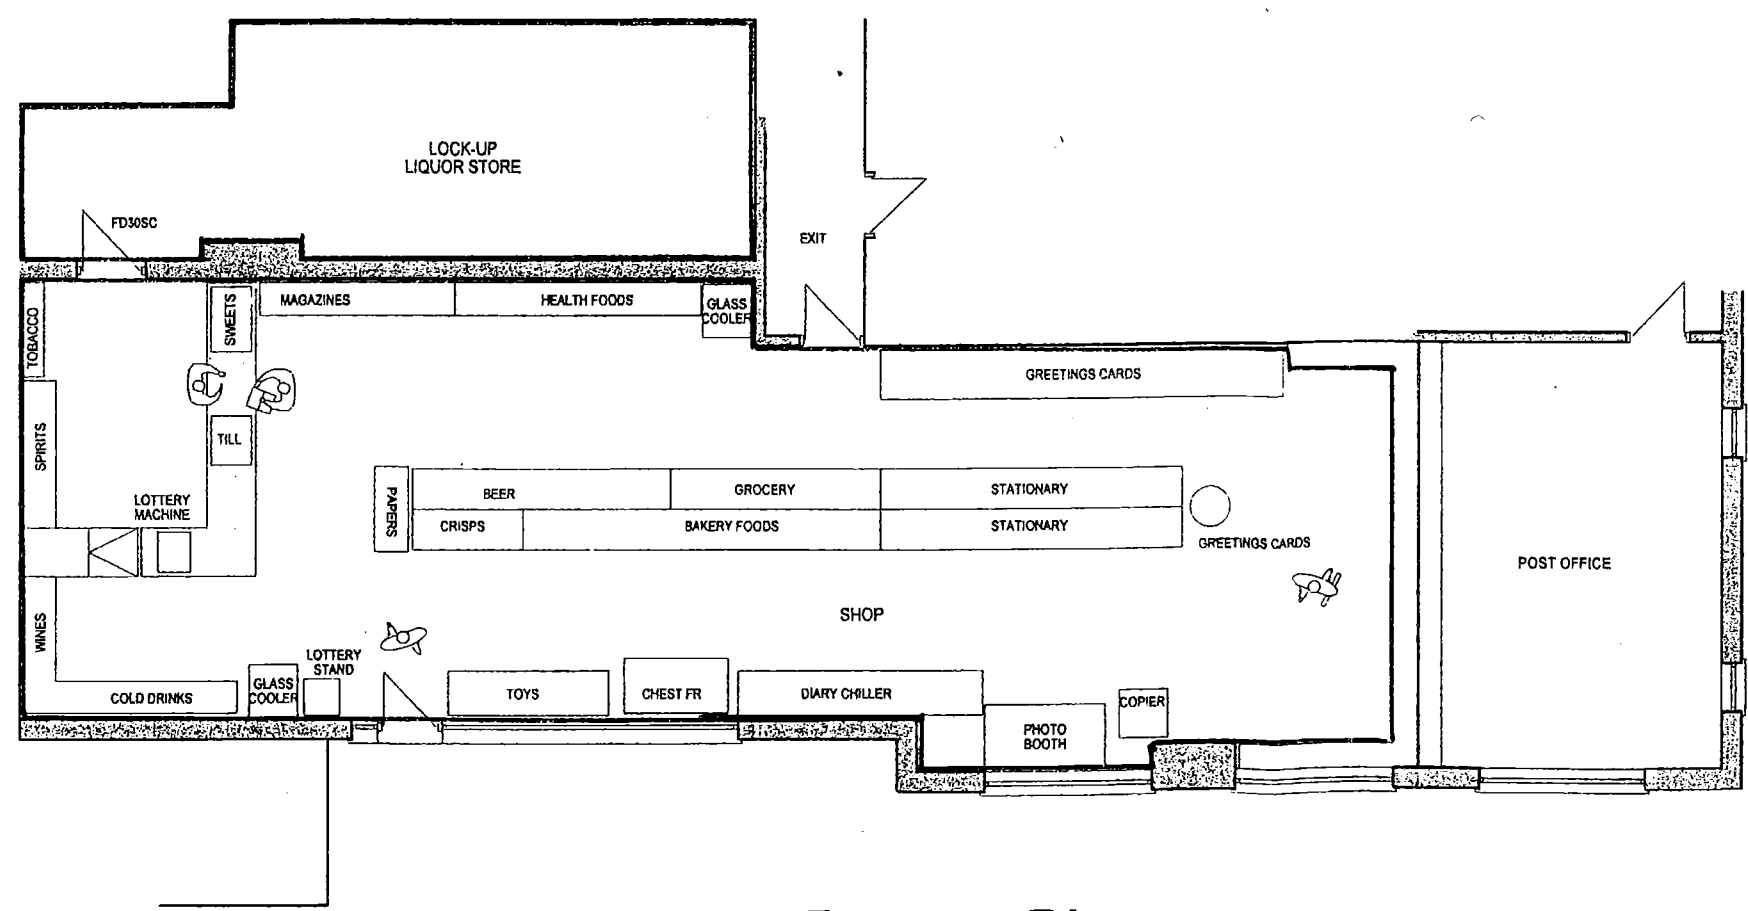 LOCK-UP
LIQUOR STORE
FD30SC
EXIT
TOBACCO
SWEETS
MAGAZINES
HEALTH FOODS
GLASS
COOLER
GREETINGS CARDS
SPIRITS
TILL
LOTTERY
MACHINE
PAPERS
BEER
GROCERY
STATIONARY
CRISPS
BAKERY FOODS
STATIONARY
GREETINGS CARDS
POST OFFICE
WINES
SHOP
COLD DRINKS
GLASS
COOLER
LOTTERY
STAND
TOYS
CHEST FR
DIARY CHILLER
PHOTO
BOOTH
COPIER